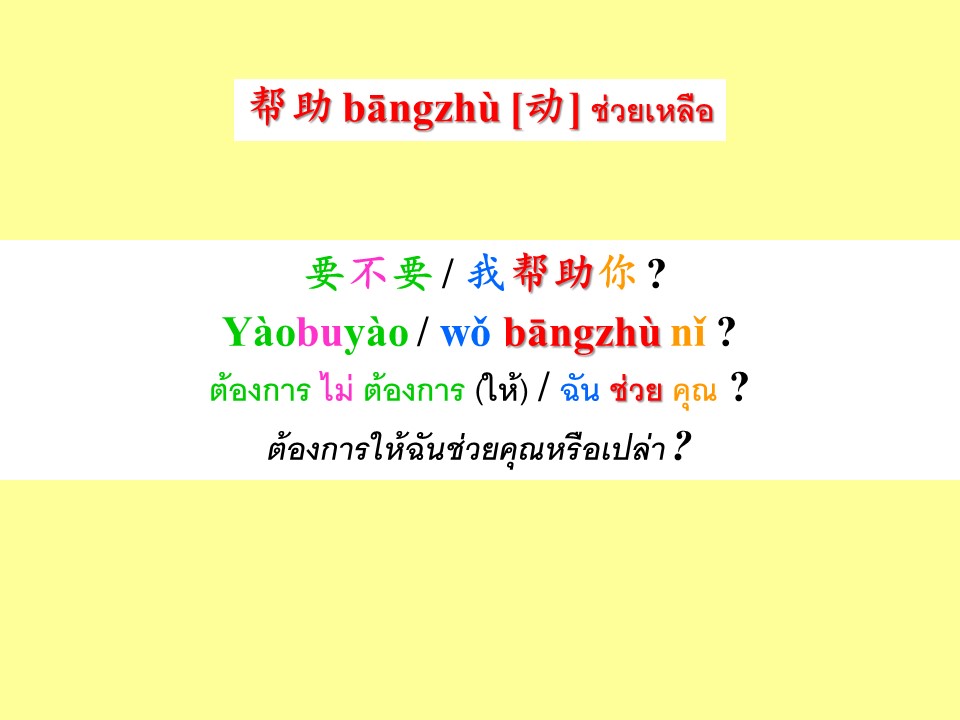 帮助 bāngzhù [动] ช่วยเหลือ
要不要 / 我帮助你 ?
Yàobuyào / wǒ bāngzhù nǐ ?
ต้องการ ไม่ ต้องการ (ให้) / ฉัน ช่วย คุณ ?
ต้องการให้ฉันช่วยคุณหรือเปล่า ?